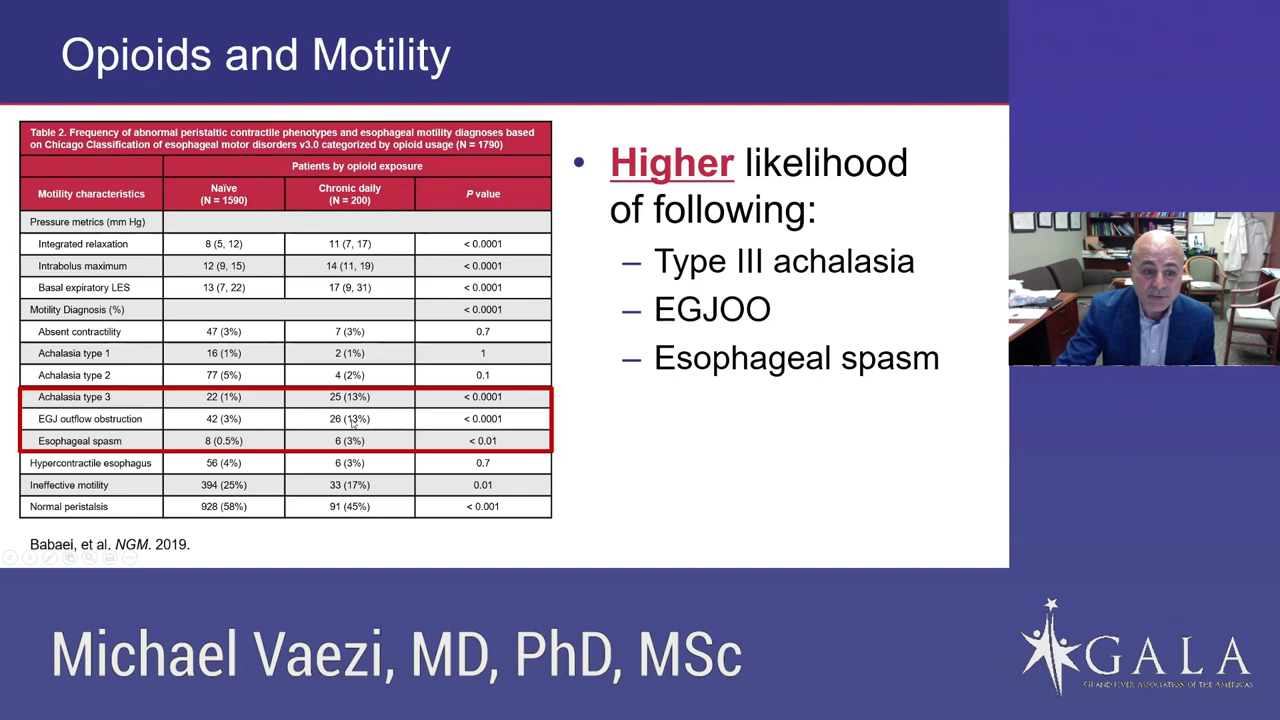 Opioids and Motility
Table 2. Frequency of abnormal peristaltic contractile phenotypes and esophageal motility diagnoses based
on Chicago Classification of esophageal motor disorders v3.0 categorized by opioid usage (N = 1790)
Patients by opioid exposure
Motility characteristics Naïve (N = 1590) Chronic daily (N = 200) P value
Pressure metrics (mm Hg)
Integrated relaxation 8 (5, 12) 11 (7, 17) < 0.0001
Intrabolus maximum 12 (9, 15) 14 (11, 19) < 0.0001
Basal expiratory LES 13 (7, 22) 17 (9, 31) < 0.0001
Motility Diagnosis (%) < 0.0001
Absent contractility 47 (3%) 7 (3%) 0.7
Achalasia type 1 16 (1%) 2 (1%) 1
Achalasia type 2 77 (5%) 4 (2%) 0.1
Achalasia type 3 22 (1%) 25 (13%) < 0.0001
EGJ outflow obstruction 42 (3%) 26 (13%) < 0.0001
Esophageal spasm 8 (0.5%) 6 (3%) < 0.01
Hypercontractile esophagus 56 (4%) 6 (3%) 0.7
Ineffective motility 394 (25%) 33 (17%) 0.01
Normal peristalsis 928 (58%) 91 (45%) < 0.001
Babaei, et al. NGM. 2019.
• Higher likelihood
of following:
– Type III achalasia
– EGJOO
– Esophageal spasm
Michael Vaezi, MD, PhD, MSc
GALA
GI AND LIVER ASSOCIATION OF THE AMERICAS